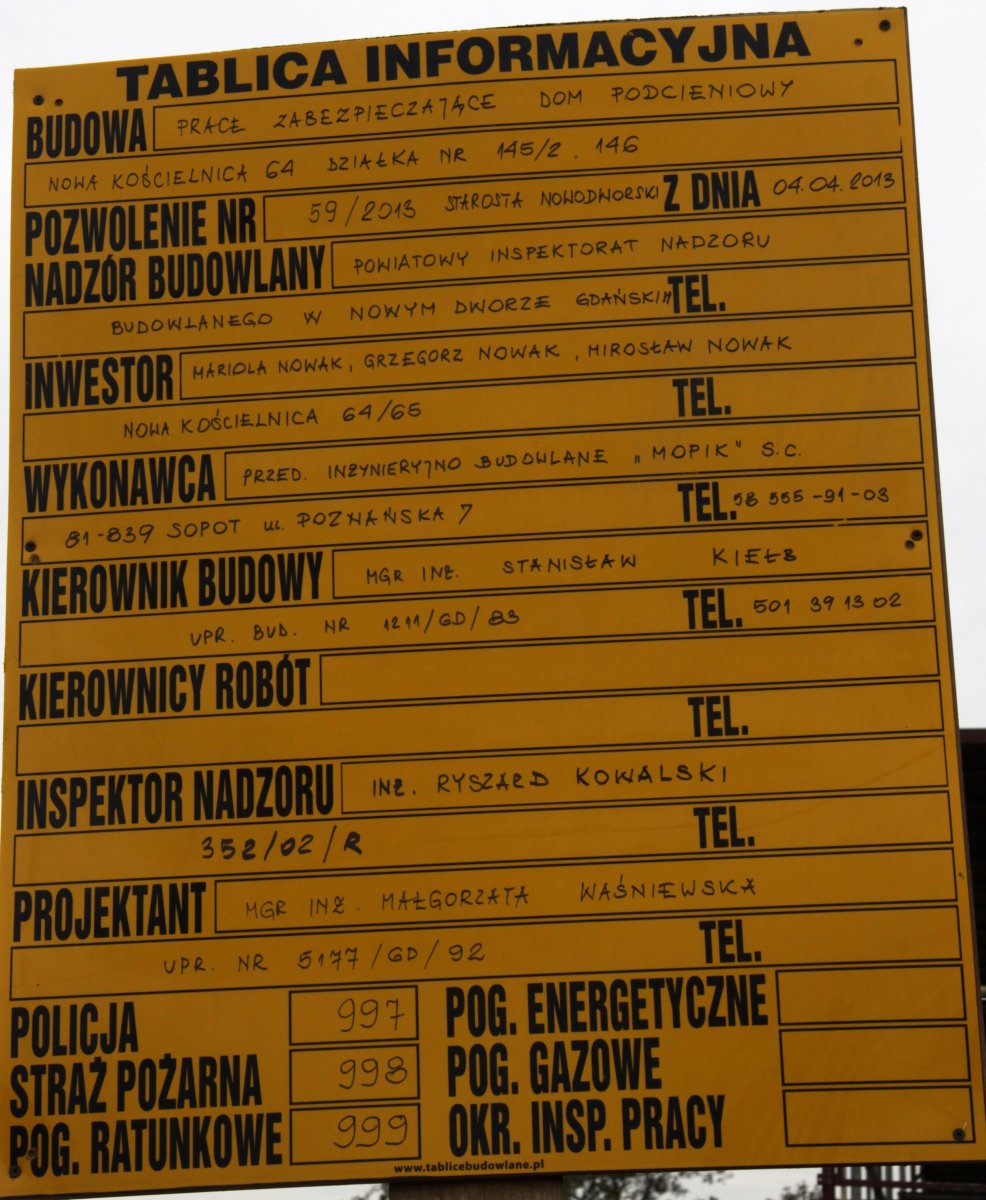 TABLICA INFORMACYJNA
BUDOWA PRACE ZABEZPIECZAJĄCE DOM PODCIENIOWY
NOWA KOŚCIELNICA 64 DZIAŁKA NR 145/2, 146
POZWOLENIE NR 59/2013 STAROSTA NOWODWORSKI Z DNIA 04.04.2013
NADZÓR BUDOWLANY POWIATOWY INSPEKTORAT NADZORU
BUDOWLANEGO W NOWYM DWORZE GDAŃSKIM TEL.
INWESTOR MARIOLA NOWAK, GRZEGORZ NOWAK, MIROSŁAW NOWAK
NOWA KOŚCIELNICA 64/65 TEL.
WYKONAWCA PRZED. INŻYNIERYJNO BUDOWLANE „MOPIK" S.C.
81-839 SOPOT ul. POZNAŃSKA 7 TEL. 58 555-91-03
KIEROWNIK BUDOWY MGR INŻ. STANISŁAW KIEŁB
UPR. BUD. NR 1211/GD/83 TEL. 501 39 13 02
KIEROWNICY ROBÓT
TEL.
INSPEKTOR NADZORU INŻ. RYSZARD KOWALSKI
352/02/R TEL.
PROJEKTANT MGR INŻ. MAŁGORZATA WAŚNIEWSKA
UPR. NR 5177/GD/92 TEL.
POLICJA 997 POG. ENERGETYCZNE
STRAŻ POŻARNA 998 POG. GAZOWE
POG. RATUNKOWE 999 OKR. INSP. PRACY
www.tablicebudowlane.pl